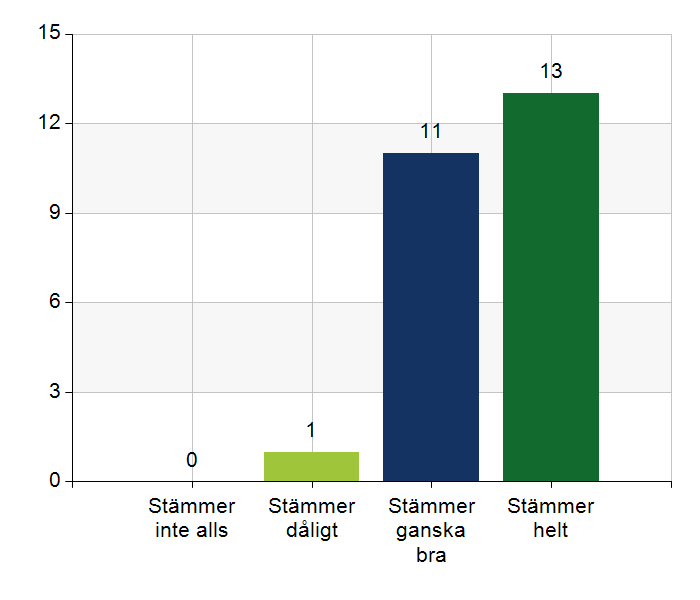 15
13
12
11
9
6
3
1
0
0
Stämmer
inte alls
Stämmer
dåligt
Stämmer
ganska
bra
Stämmer
helt